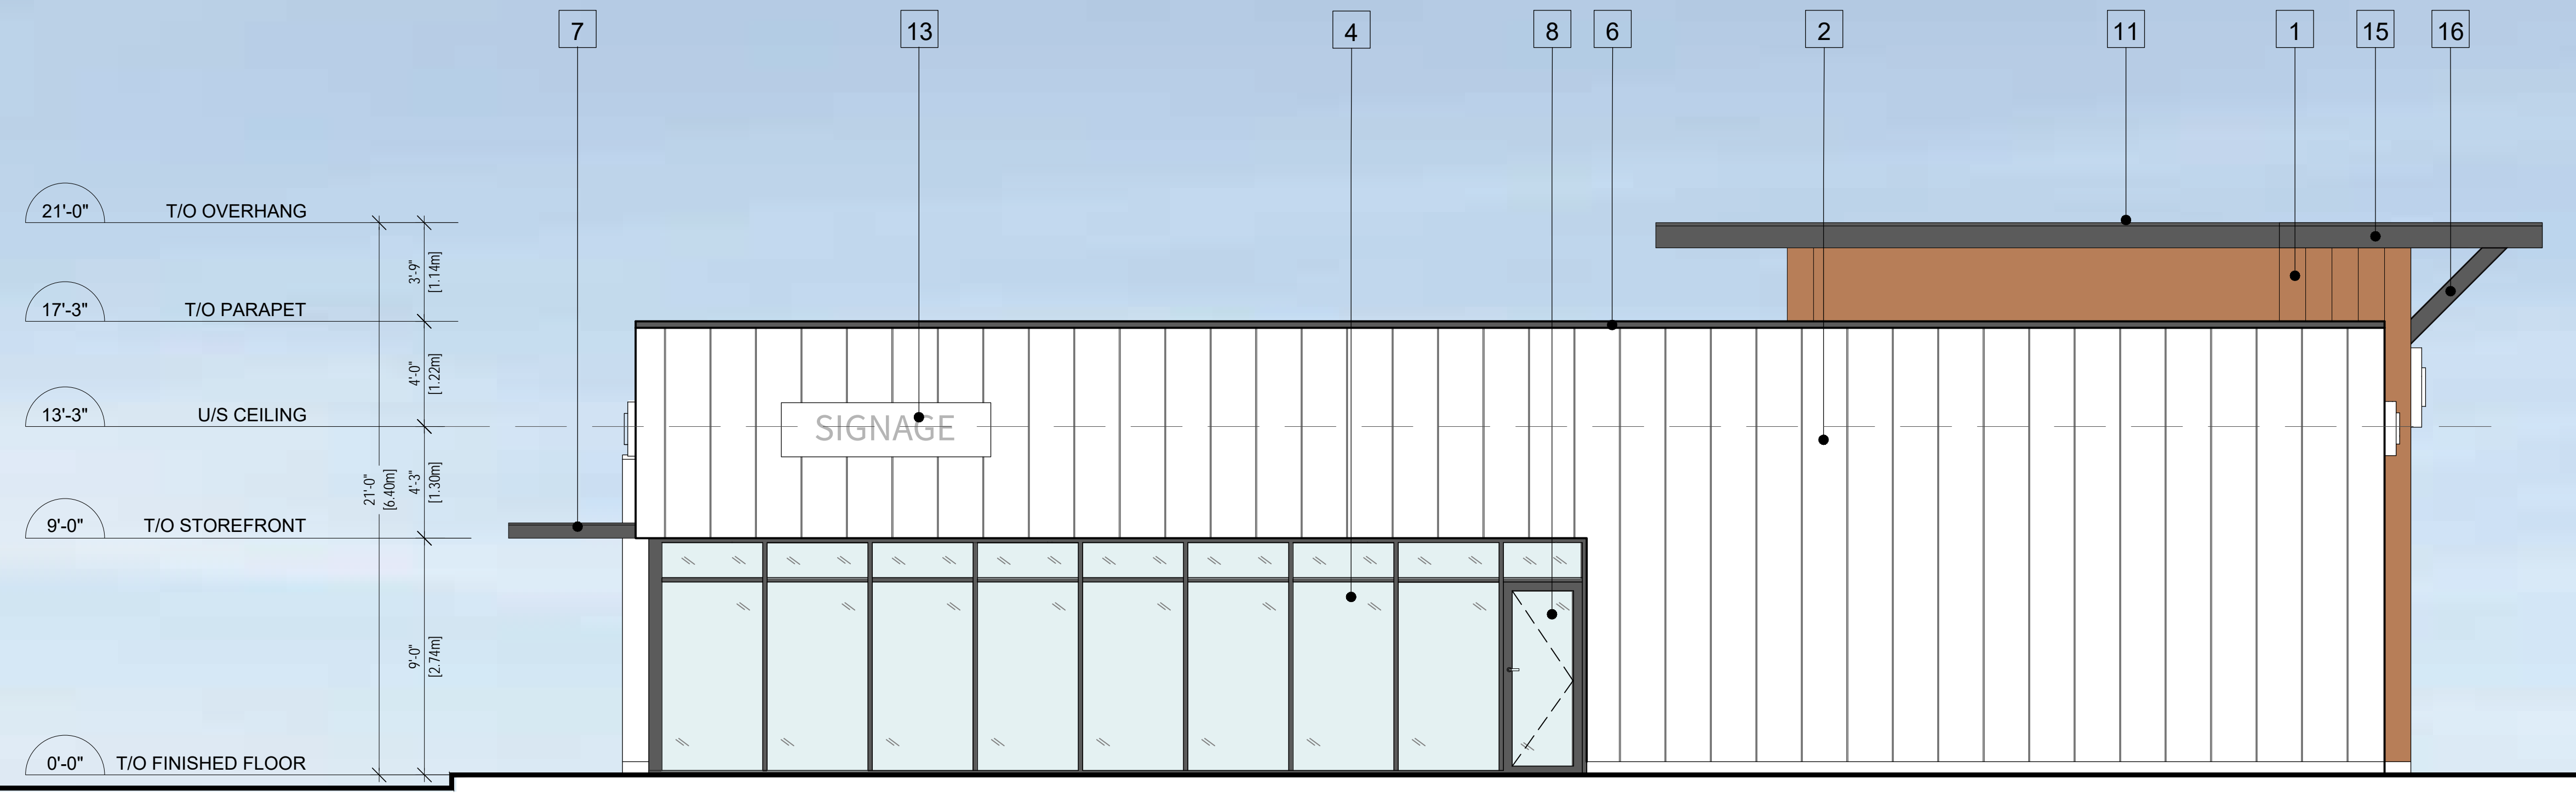 7 13 4 8 6 2 11 1 15 16
21'-0" T/O OVERHANG
3'-9"
[1.14m]
17'-3" T/O PARAPET
4'-0"
[1.22m]
13'-3" U/S CEILING
SIGNAGE
21'-0"
[6.40m]
4'-3"
[1.30m]
9'-0" T/O STOREFRONT
9'-0"
[2.74m]
0'-0" T/O FINISHED FLOOR